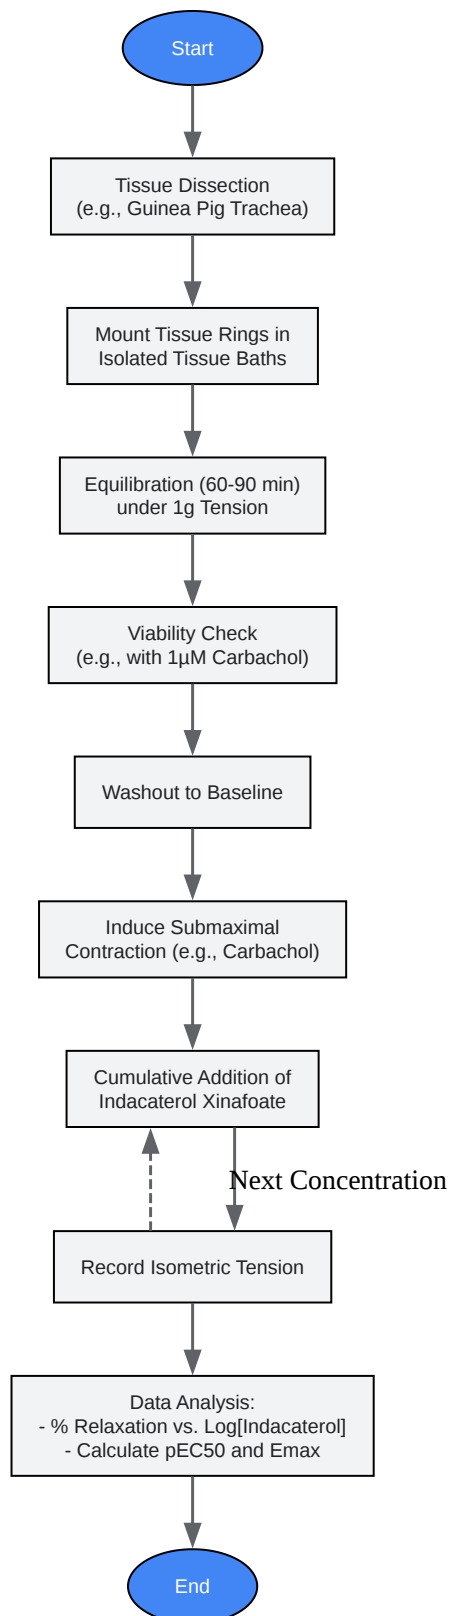 Start
Tissue Dissection
(e.g., Guinea Pig Trachea)
Mount Tissue Rings in
Isolated Tissue Baths
Equilibration (60-90 min)
under 1g Tension
Viability Check
(e.g., with 1µM Carbachol)
Washout to Baseline
Induce Submaximal
Contraction (e.g., Carbachol)
Cumulative Addition of
Indacaterol Xinafoate
Next Concentration
Record Isometric Tension
Data Analysis:
- % Relaxation vs. Log[Indacaterol]
- Calculate pEC50 and Emax
End